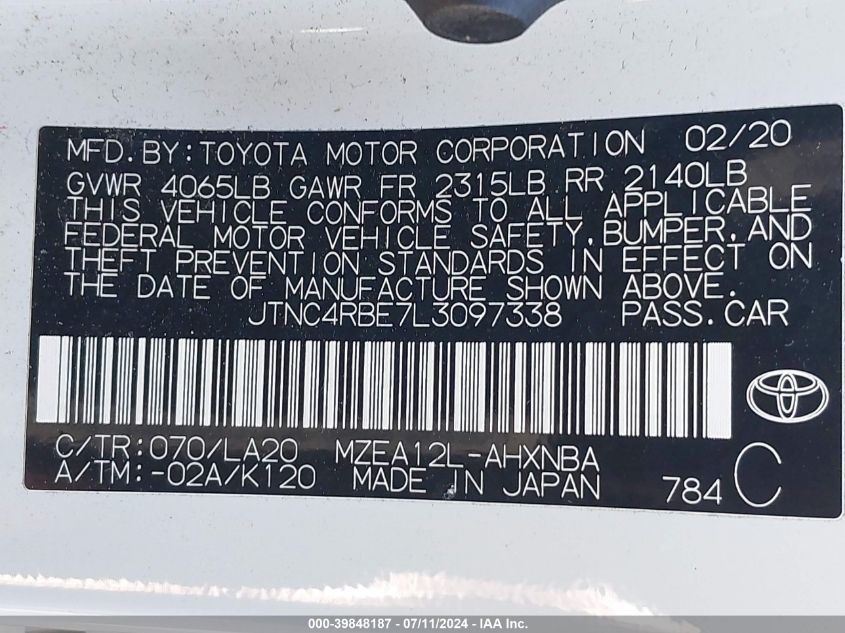 MFD.BY:TOYOTA MOTOR CORPORATION 02/20
GVWR 4065LB GAWR FR 2315LB RR 2140LB
THIS VEHICLE CONFORMS TO ALL APPLICABLE
FEDERAL MOTOR VEHICLE SAFETY,BUMPER,AND
THEFT PREVENTION STANDARDS IN EFFECT ON
THE DATE OF MANUFACTURE SHOWN ABOVE.
JTNC4RBE7L3097338 PASS.CAR
C/TR:070/LA20 MZEA12L-AHXNBA
A/TM:-02A/K120 MADE IN JAPAN 784 C
000-39848187 - 07/11/2024 - IAA Inc.